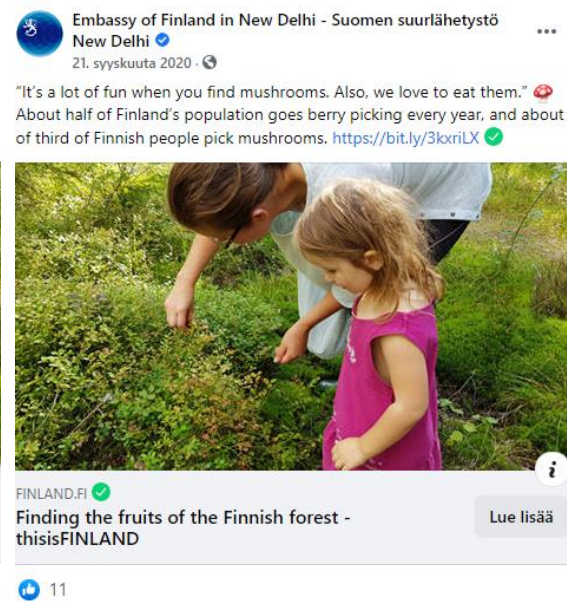 Embassy of Finland in New Delhi - Suomen suurlähetystö
New Delhi
21. syyskuuta 2020 ·
“It’s a lot of fun when you find mushrooms. Also, we love to eat them.” 🍄
About half of Finland’s population goes berry picking every year, and about
of third of Finnish people pick mushrooms. https://bit.ly/3kxriLX
FINLAND.FI
Finding the fruits of the Finnish forest -
thisisFINLAND
Lue lisää
11